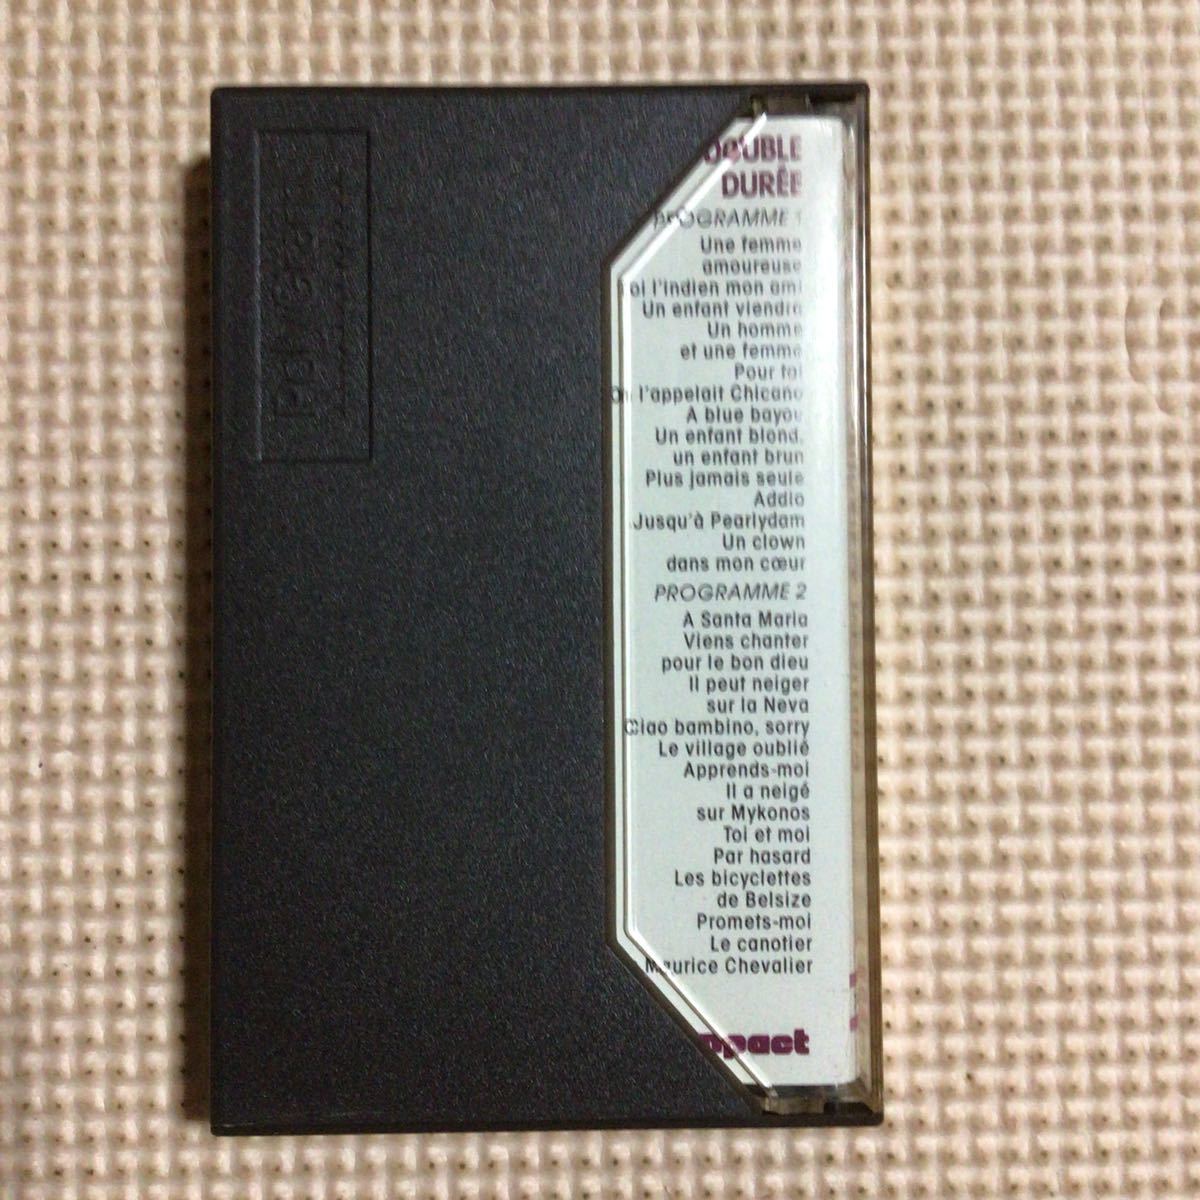 PolyGram
DOUBLE
DURÉE
PROGRAMME 1
Une femme
amoureuse
oi l'indien mon ami
Un enfant viendra
Un homme
et une femme
Pour toi
On l'appelait Chicano
A blue bayou
Un enfant blond,
un enfant brun
Plus jamais seule
Addio
Jusqu'à Pearlydam
Un clown
dans mon cœur
PROGRAMME 2
A Santa Maria
Viens chanter
pour le bon dieu
Il peut neiger
sur la Neva
Ciao bambino, sorry
Le village oublié
Apprends-moi
Il a neigé
sur Mykonos
Toi et moi
Par hasard
Les bicyclettes
de Belsize
Promets-moi
Le canotier
Maurice Chevalier
mpact